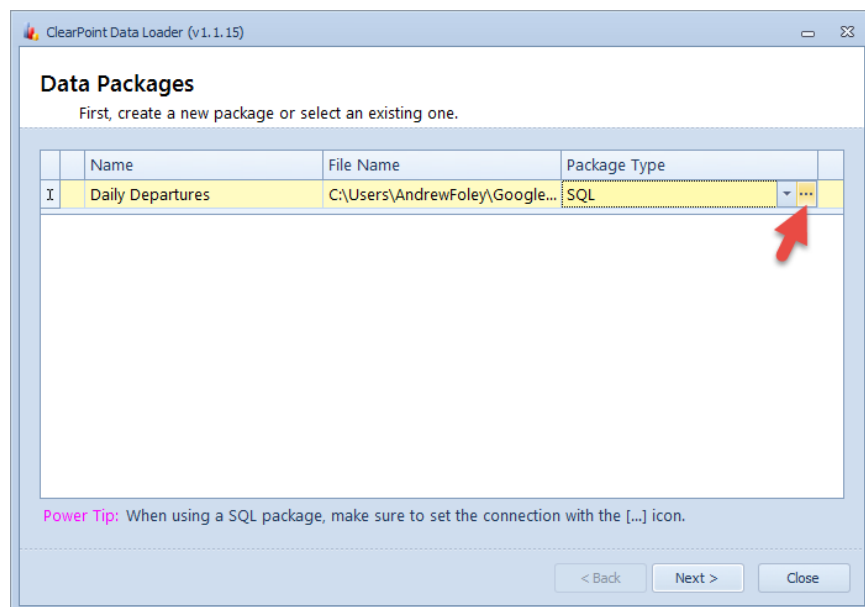 ClearPoint Data Loader (v1.1.15)
Data Packages
First, create a new package or select an existing one.
Name File Name Package Type
I Daily Departures C:\Users\AndrewFoley\Google... SQL ...
Power Tip: When using a SQL package, make sure to set the connection with the [...] icon.
< Back Next > Close